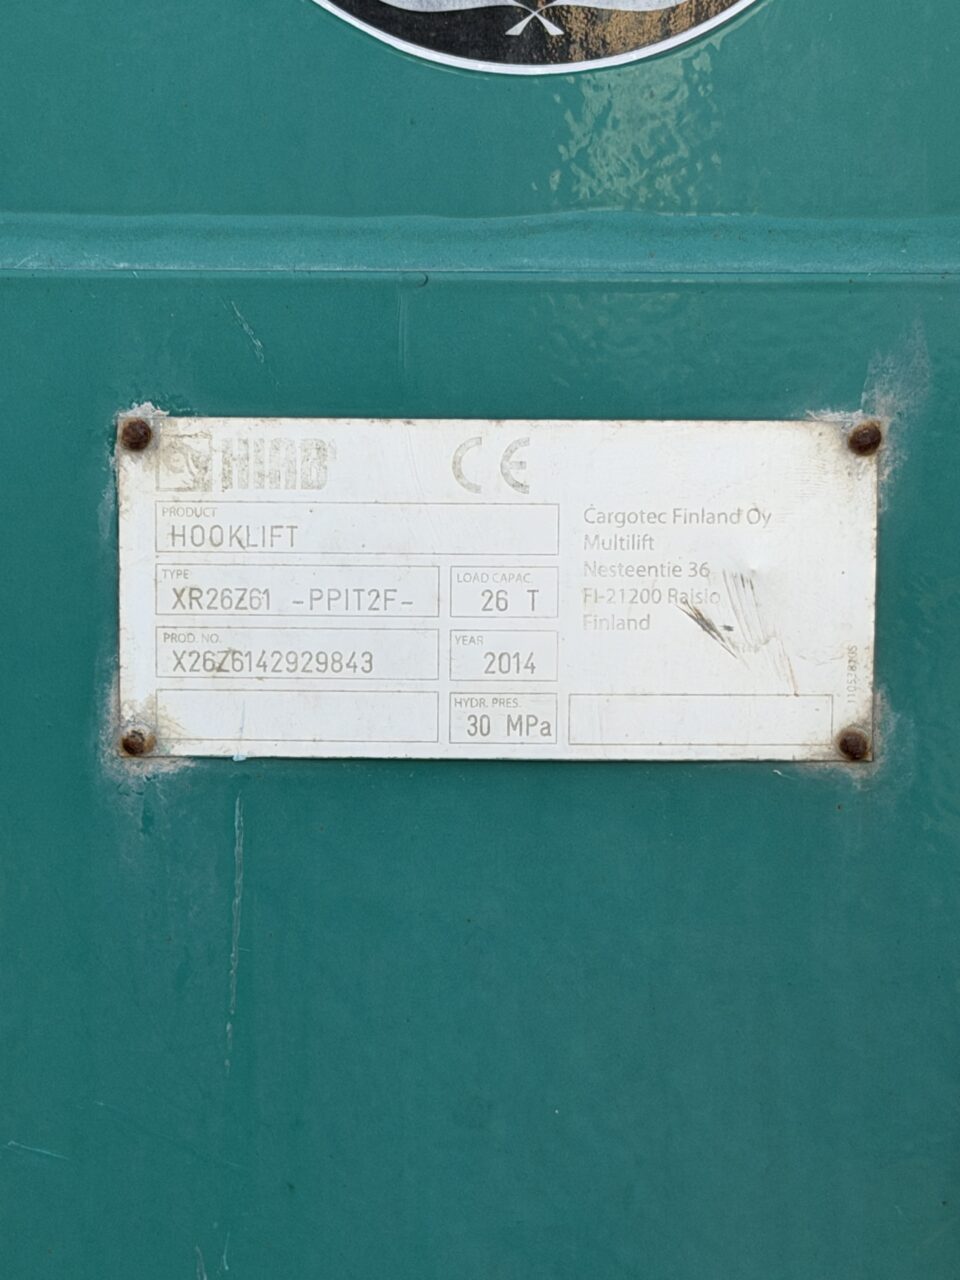 HIAB
CE
PRODUCT
HOOKLIFT
TYPE
XR26Z61 -PPIT2F-
LOAD CAPAC.
26 T
PROD. NO.
X26Z6142929843
YEAR
2014
HYDR. PRES.
30 MPa
Cargotec Finland Oy
Multilift
Nesteentie 36
FI-21200 Raisio
Finland